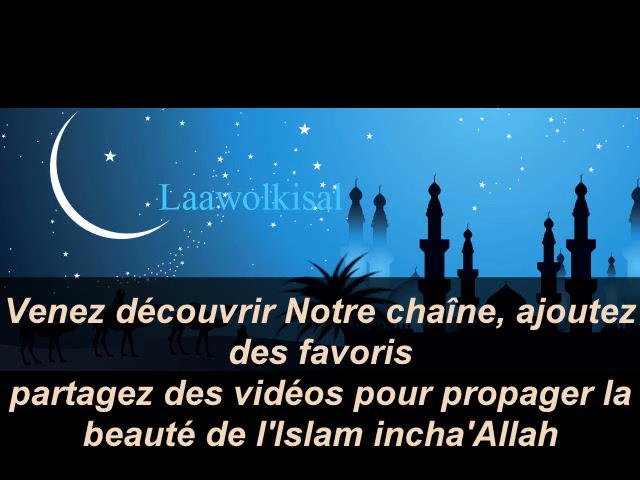 Laawolkisal
Venez découvrir Notre chaîne, ajoutez
des favoris
partagez des vidéos pour propager la
beauté de l'Islam incha'Allah